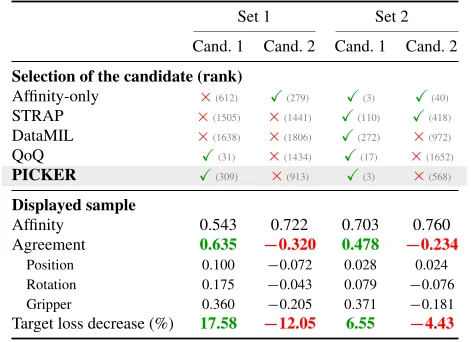 Set 1 Set 2
Cand. 1 Cand. 2 Cand. 1 Cand. 2
Selection of the candidate (rank)
Affinity-only ✗ (612) ✓ (279) ✓ (3) ✓ (40)
STRAP ✗ (1505) ✗ (1441) ✓ (110) ✓ (418)
DataMIL ✗ (1638) ✗ (1806) ✓ (272) ✗ (972)
QoQ ✓ (31) ✗ (1434) ✓ (17) ✗ (1652)
PICKER ✓ (309) ✗ (913) ✓ (3) ✗ (568)
Displayed sample
Affinity 0.543 0.722 0.703 0.760
Agreement 0.635 −0.320 0.478 −0.234
Position 0.100 −0.072 0.028 0.024
Rotation 0.175 −0.043 0.079 −0.076
Gripper 0.360 −0.205 0.371 −0.181
Target loss decrease (%) 17.58 −12.05 6.55 −4.43